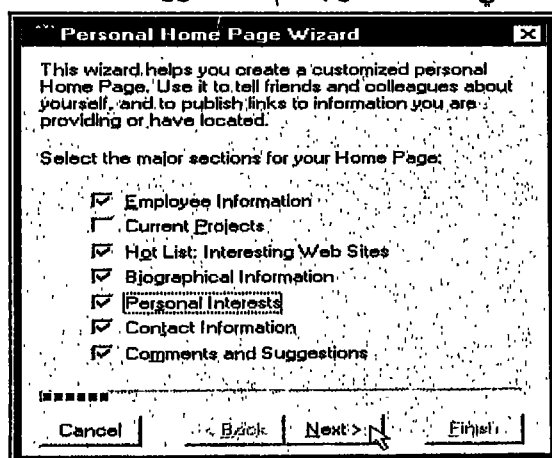 Personal Home Page Wizard
This wizard helps you create a customized personal
Home Page. Use it to tell friends and colleagues about
yourself, and to publish links to information you are
providing or have located.
Select the major sections for your Home Page:
Employee Information
Current Projects
Hot List: Interesting Web Sites
Biographical Information
Personal Interests
Contact Information
Comments and Suggestions
Cancel < Back Next > Finish